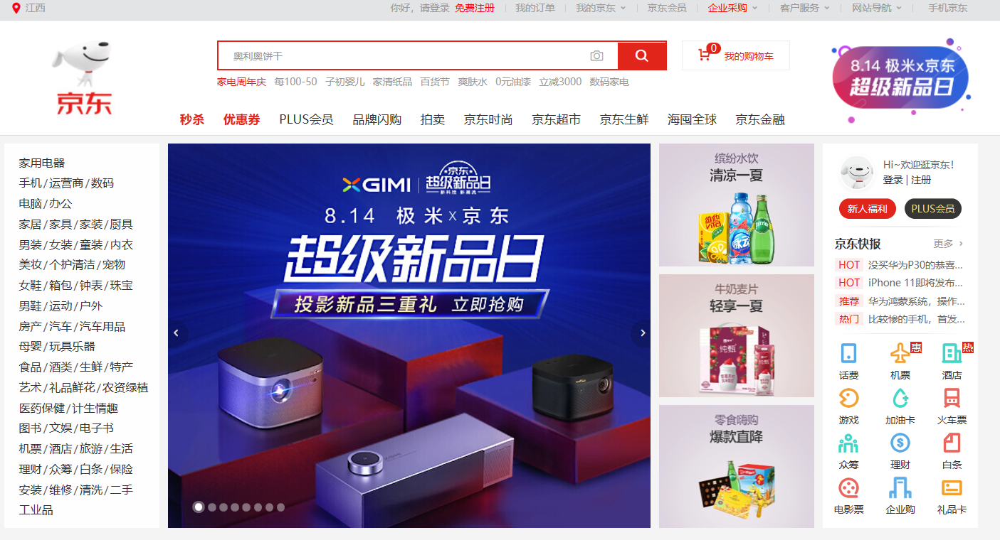 江西
你好，请登录 免费注册 我的订单 我的京东 京东会员 企业采购 客户服务 网站导航 手机京东
京东
奥利奥饼干
0 我的购物车
家电周年庆 每100-50 子初婴儿 家清纸品 百货节 爽肤水 0元油漆 立减3000 数码家电
8.14 极米x京东
超级新品日
秒杀 优惠券 PLUS会员 品牌闪购 拍卖 京东时尚 京东超市 京东生鲜 海囤全球 京东金融
家用电器
手机/运营商/数码
电脑/办公
家居/家具/家装/厨具
男装/女装/童装/内衣
美妆/个护清洁/宠物
女鞋/箱包/钟表/珠宝
男鞋/运动/户外
房产/汽车/汽车用品
母婴/玩具乐器
食品/酒类/生鲜/特产
艺术/礼品鲜花/农资绿植
医药保健/计生情趣
图书/文娱/电子书
机票/酒店/旅游/生活
理财/众筹/白条/保险
安装/维修/清洗/二手
工业品
XGIMI
京东
超级新品日
新科技 新潮流
8.14 极米x京东
超级新品日
投影新品三重礼 立即抢购
缤纷水饮
清凉一夏
维他
perrier
牛奶麦片
轻享一夏
纯甄
纯甄
零食嗨购
爆款直降
Hi~欢迎逛京东！
登录 | 注册
新人福利 PLUS会员
京东快报 更多
HOT 没买华为P30的恭喜...
HOT iPhone 11即将发布...
推荐 华为鸿蒙系统，操作...
热门 比较惨的手机，首发...
惠 热
话费 机票 酒店
游戏 加油卡 火车票
众筹 理财 白条
电影票 企业购 礼品卡